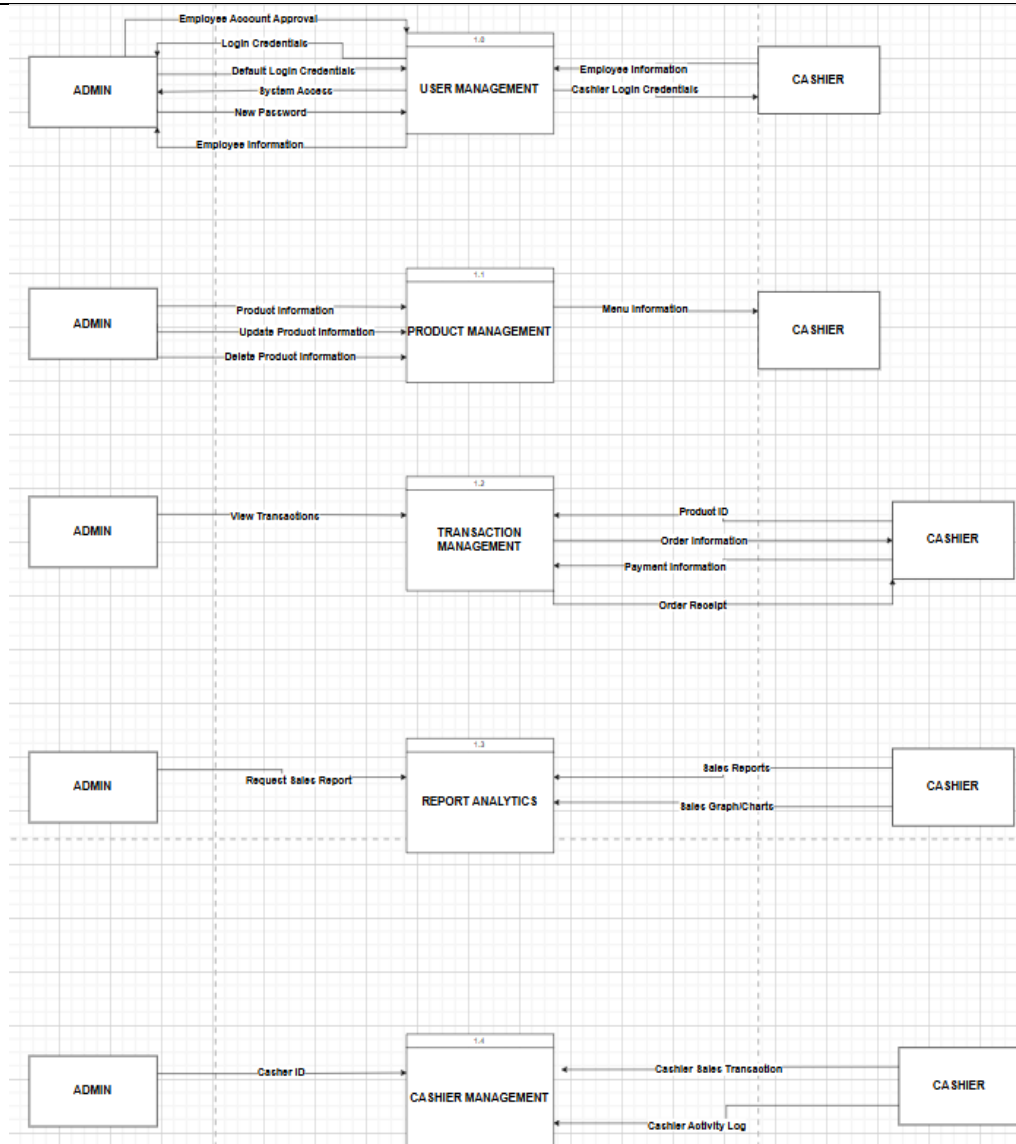 Employee Account Approval
Login Credentials
Default Login Credentials
System Access
New Password
Employee Information
ADMIN
1.0
USER MANAGEMENT
Employee Information
Cashier Login Credentials
CASHIER
ADMIN
Product Information
Update Product Information
Delete Product Information
1.1
PRODUCT MANAGEMENT
Menu Information
CASHIER
ADMIN
View Transactions
1.2
TRANSACTION
MANAGEMENT
Product ID
Order Information
Payment Information
Order Receipt
CASHIER
ADMIN
Request Sales Report
1.3
REPORT ANALYTICS
Sales Reports
Sales Graph/Charts
CASHIER
ADMIN
Casher ID
1.4
CASHIER MANAGEMENT
Cashier Sales Transaction
Cashier Activity Log
CASHIER